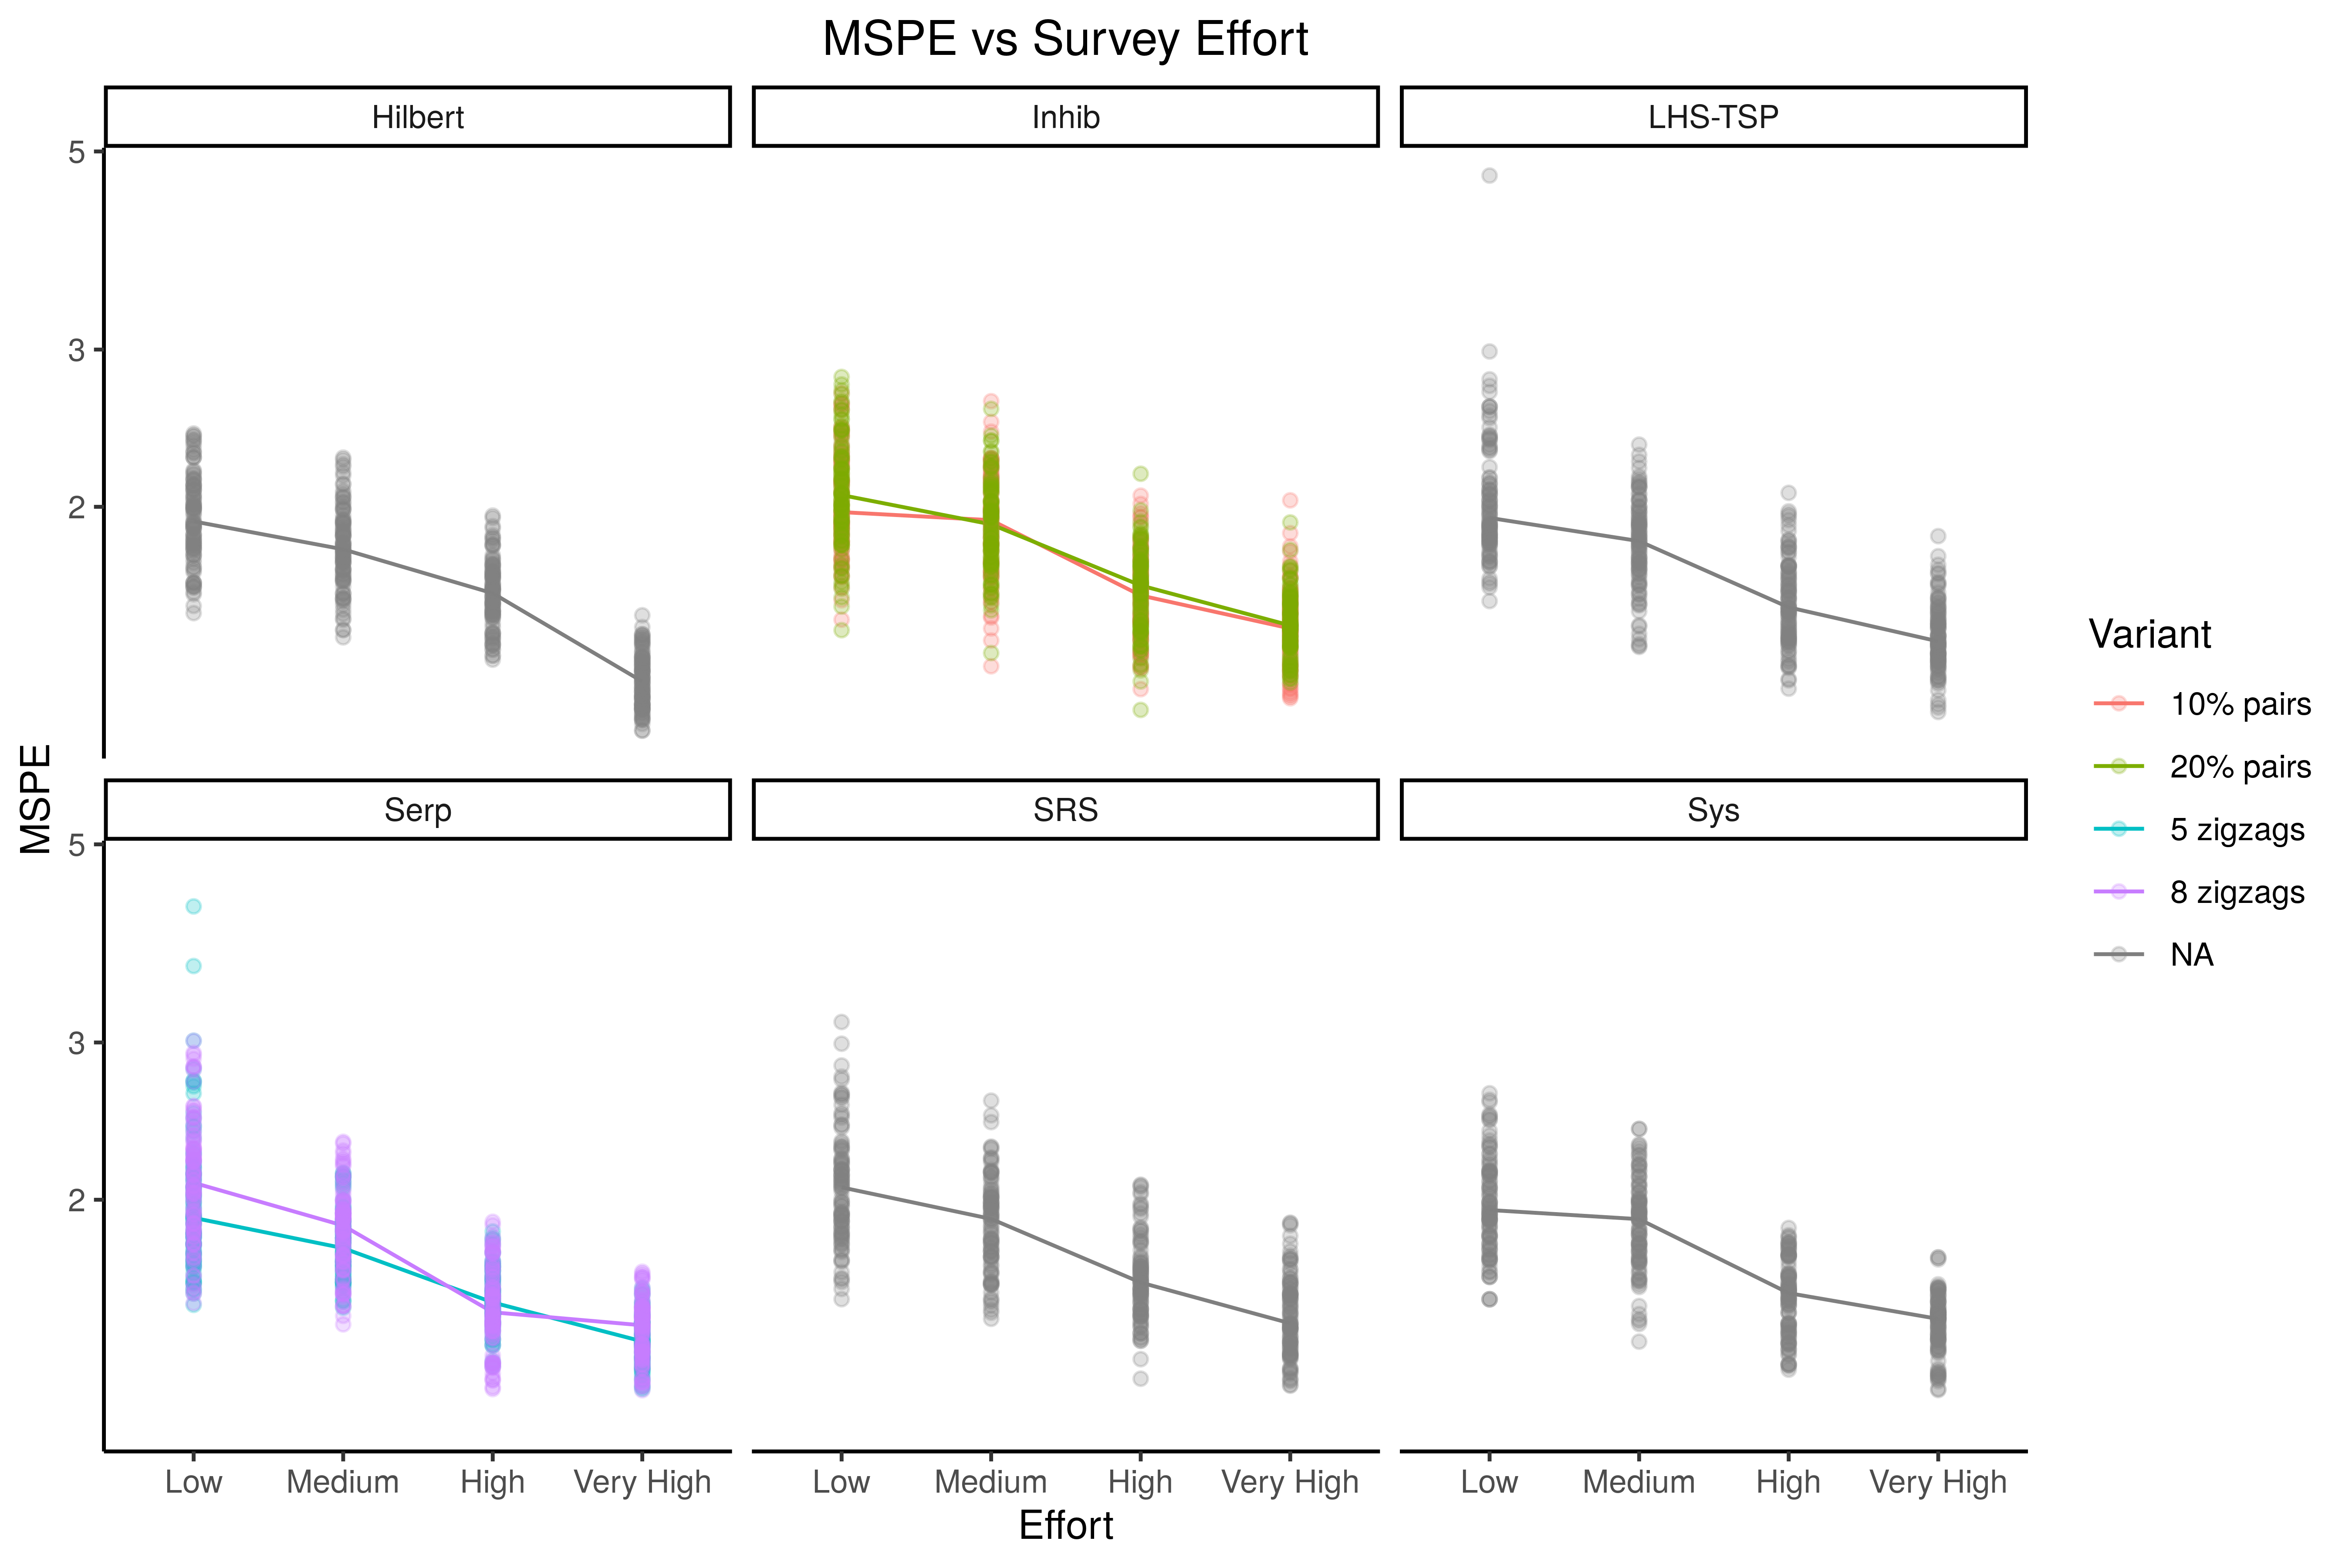 MSPE vs Survey Effort
Hilbert
Inhib
LHS-TSP
5
3
2
Serp
SRS
Sys
5
3
2
MSPE
Low
Medium
High
Very High
Low
Medium
High
Very High
Low
Medium
High
Very High
Effort
Variant
10% pairs
20% pairs
5 zigzags
8 zigzags
NA